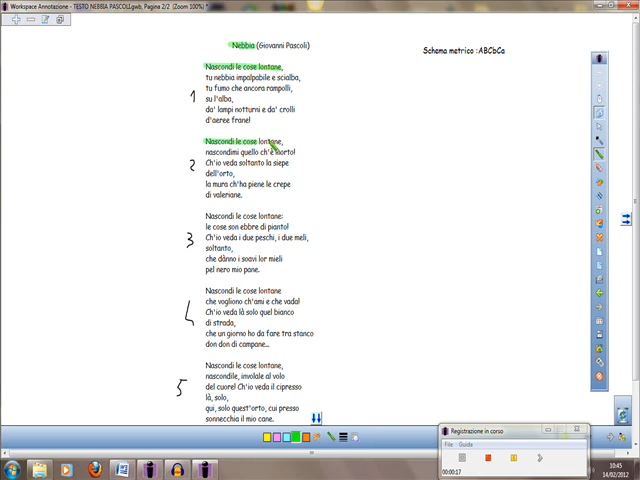 Workspace Annotazione - TESTO NEBBIA PASCOLI.gwb, Pagina 2/2 (Zoom 100%) *
Nebbia (Giovanni Pascoli)
Schema metrico :ABCbCa
1
Nascondi le cose lontane,
tu nebbia impalpabile e scialba,
tu fumo che ancora rampolli,
su l'alba,
da' lampi notturni e da' crolli
d'aeree frane!
2
Nascondi le cose lontane,
nascondimi quello ch'è morto!
Ch'io veda soltanto la siepe
dell'orto,
la mura ch'ha piene le crepe
di valeriane.
3
Nascondi le cose lontane:
le cose son ebbre di pianto!
Ch'io veda i due peschi, i due meli,
soltanto,
che dànno i soavi lor mieli
pel nero mio pane.
4
Nascondi le cose lontane
che vogliono ch'ami e che vada!
Ch'io veda là solo quel bianco
di strada,
che un giorno ho da fare tra stanco
don don di campane...
5
Nascondi le cose lontane,
nascondile, involale al volo
del cuore! Ch'io veda il cipresso
là, solo,
qui, solo quest'orto, cui presso
sonnecchia il mio cane.
Registrazione in corso
File Guida
00:00:17
10:45
14/02/2012